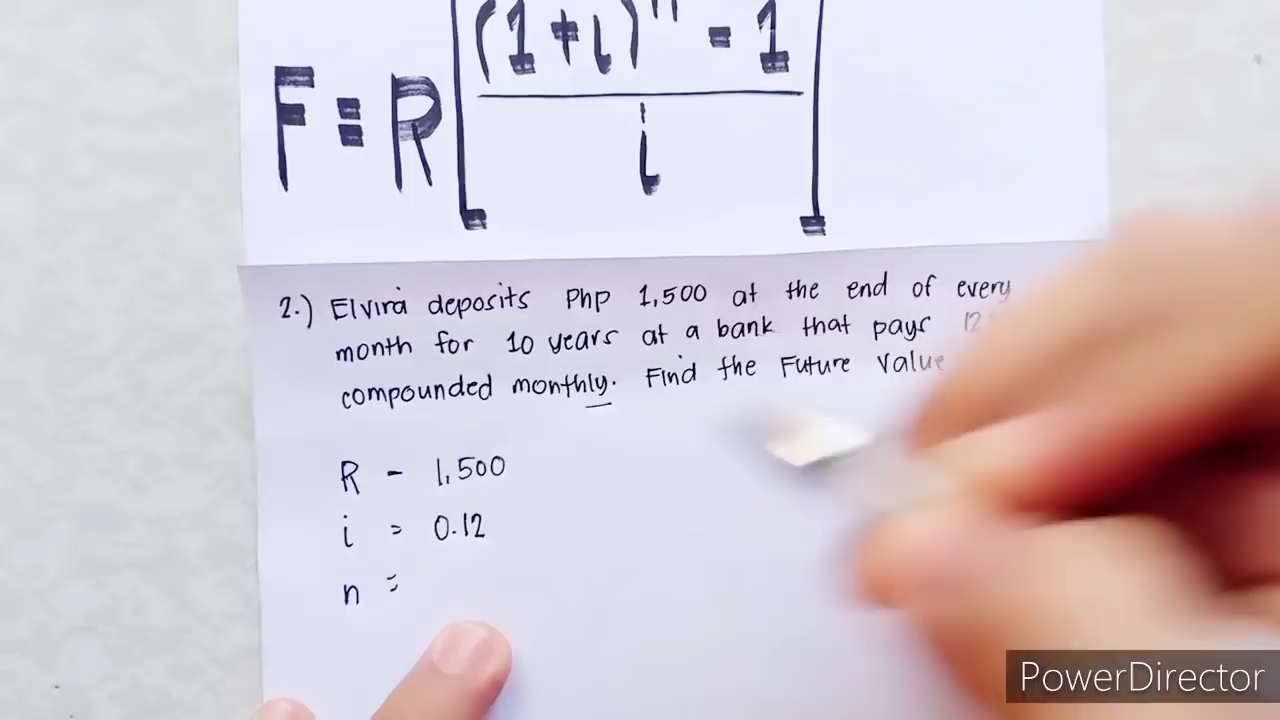 F = R [ (1+i)ⁿ - 1
i ]
2.) Elvira deposits Php 1,500 at the end of every
month for 10 years at a bank that pays 12
compounded monthly. Find the Future Value
R - 1,500
i = 0.12
n =
PowerDirector